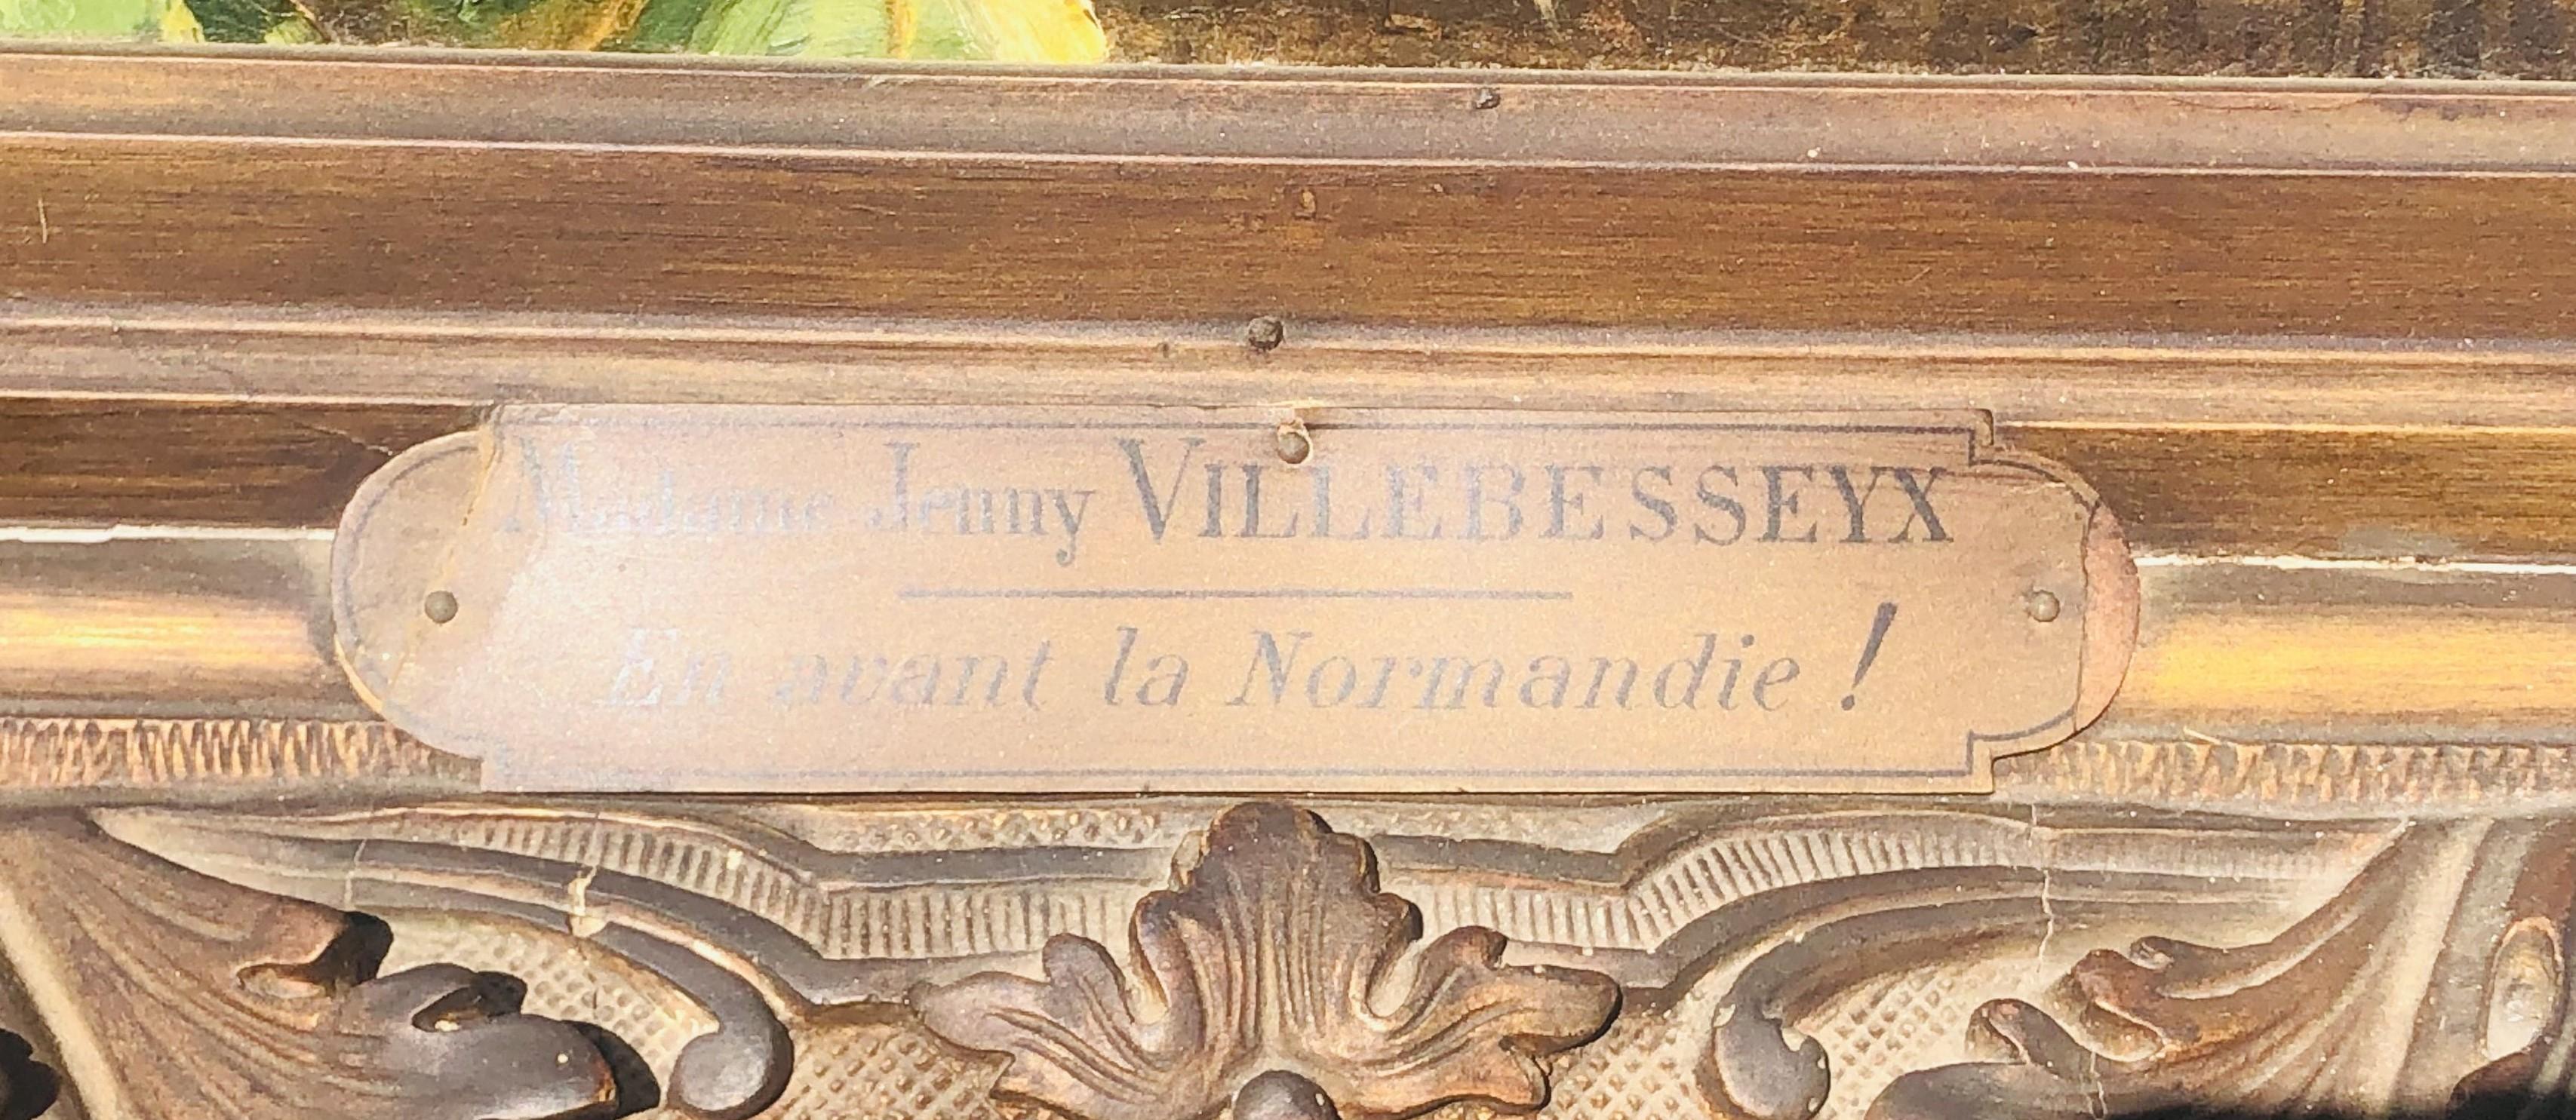 Madame Jenny VILLEBESSEYX
En avant la Normandie !